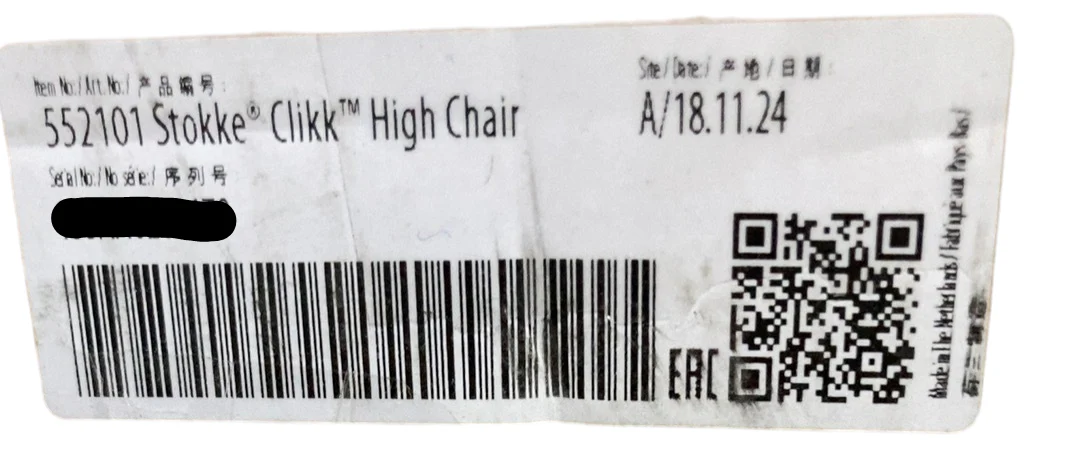 Item No:/Art. No:/ 产品编号:
552101 Stokke® Clikk™ High Chair
Site/Date:/ 产地/日期:
A/18.11.24
Serial No:/No série:/ 序列号
EAC
Made in The Netherlands/ Fabriqué aux Pays-Bas/